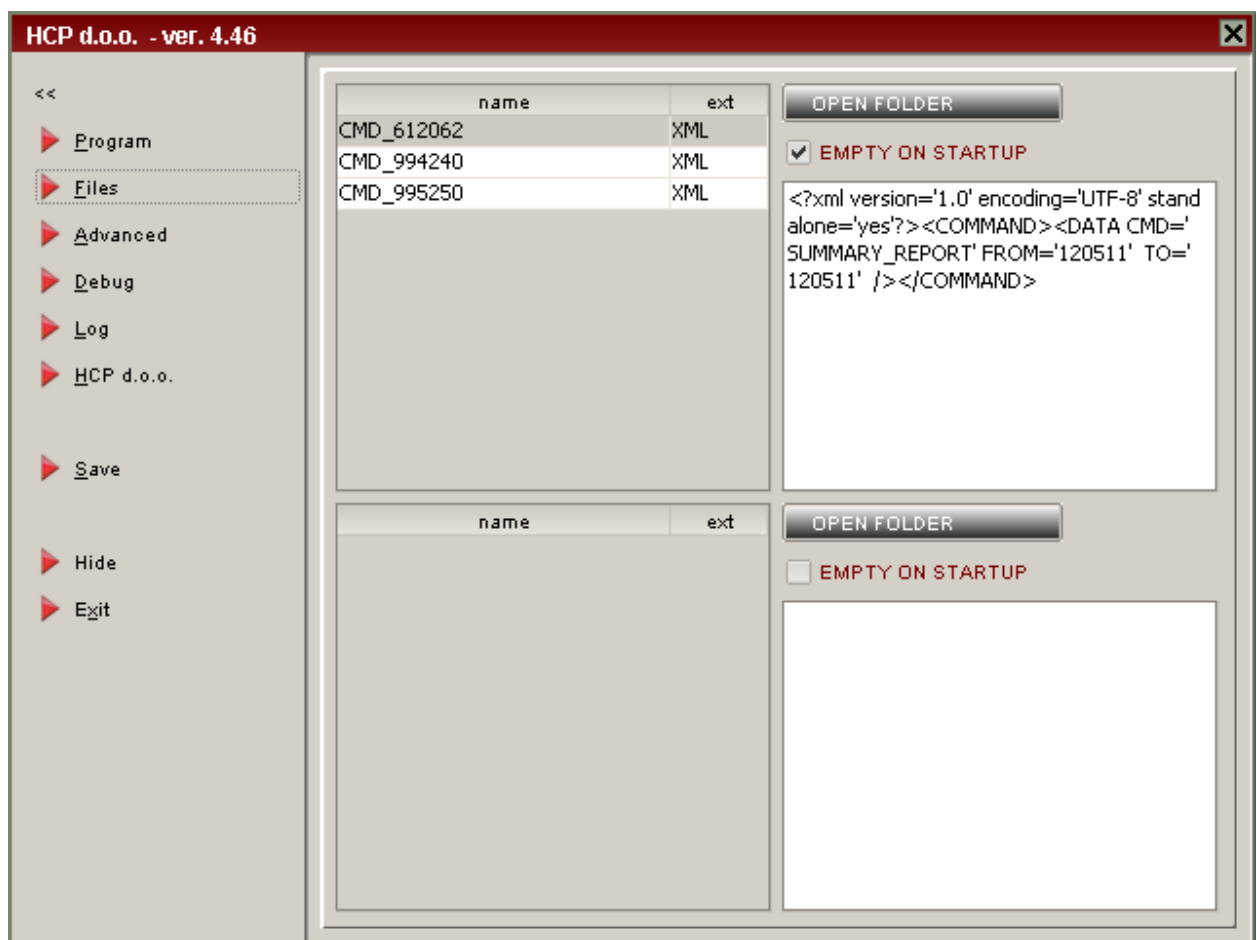 HCP d.o.o. - ver. 4.46
<<
Program
Files
Advanced
Debug
Log
HCP d.o.o.
Save
Hide
Exit
name ext
CMD_612062 XML
CMD_994240 XML
CMD_995250 XML
OPEN FOLDER
EMPTY ON STARTUP
<?xml version='1.0' encoding='UTF-8' stand
alone='yes'?><COMMAND><DATA CMD='
SUMMARY_REPORT' FROM='120511'  TO='
120511'  /></COMMAND>
name ext
OPEN FOLDER
EMPTY ON STARTUP